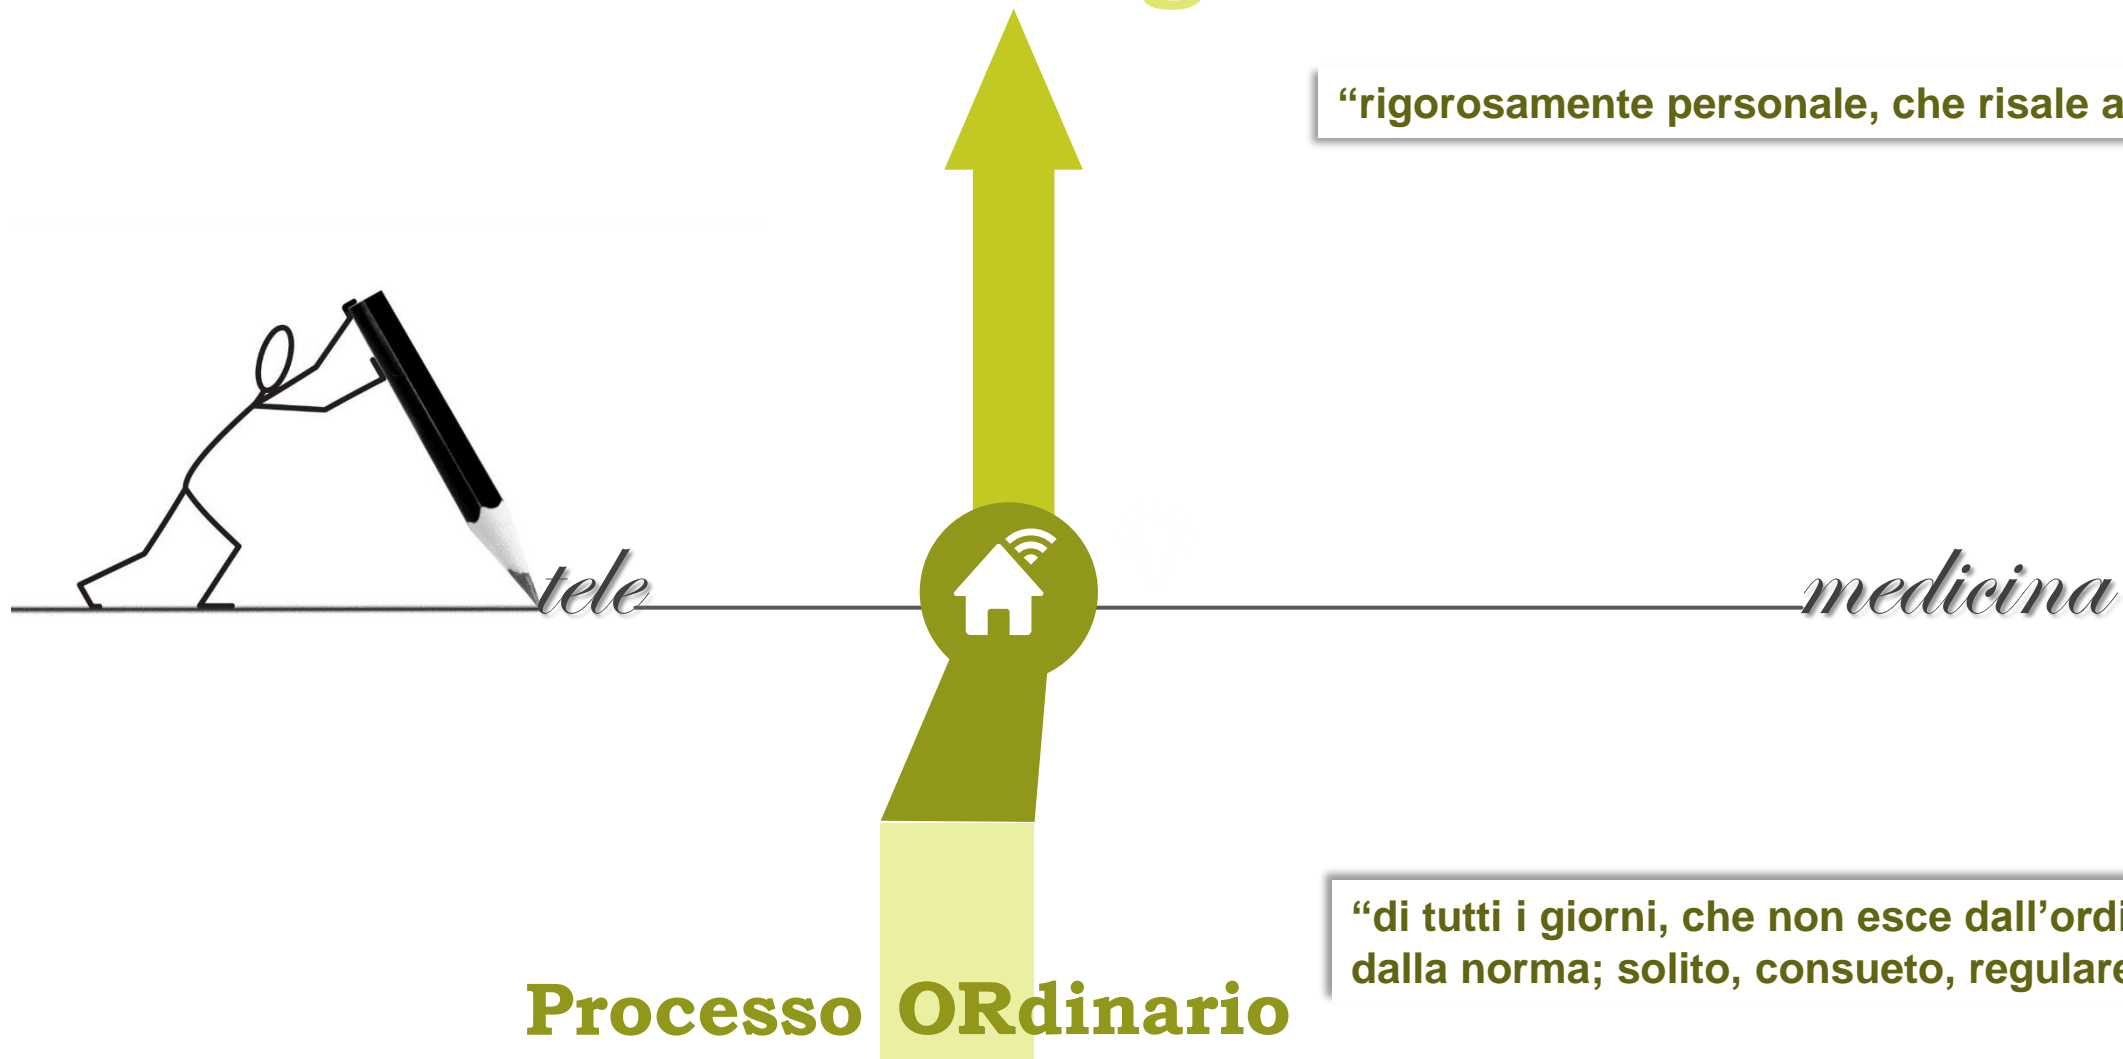 “rigorosamente personale, che risale a
tele medicina
“di tutti i giorni, che non esce dall’ordi
dalla norma; solito, consueto, regulare
Processo ORdinario